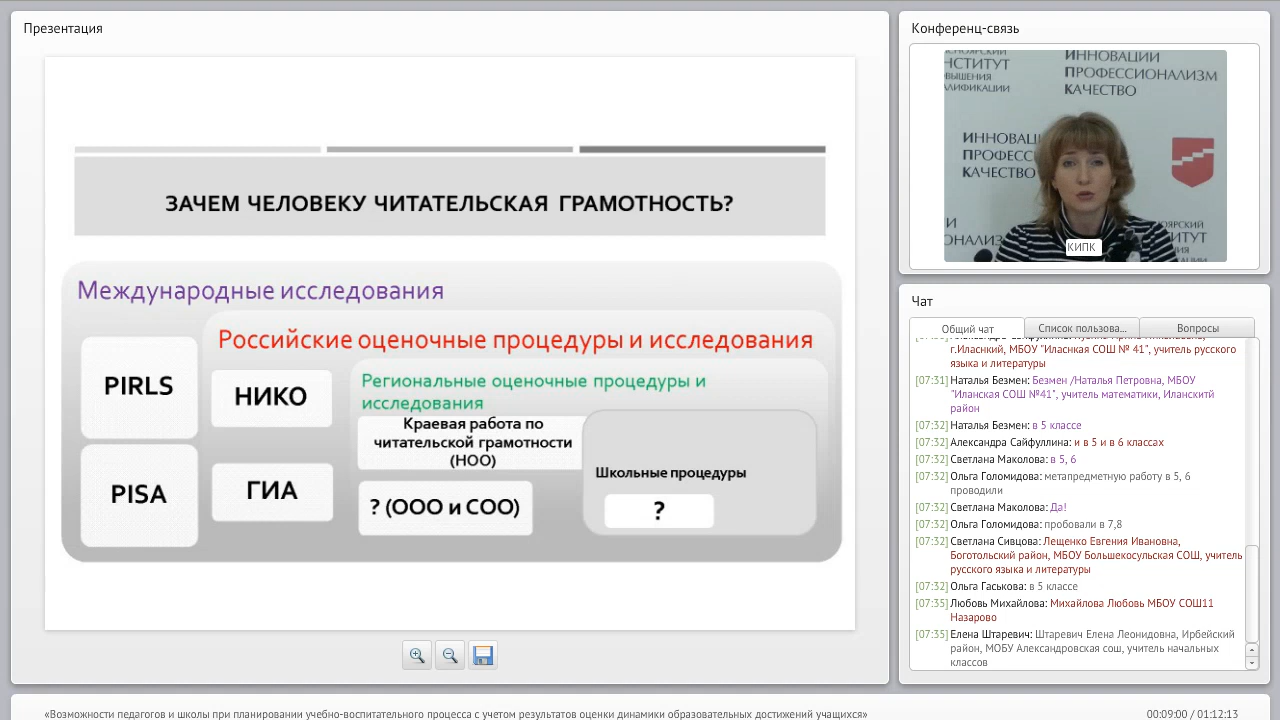 Презентация
ЗАЧЕМ ЧЕЛОВЕКУ ЧИТАТЕЛЬСКАЯ ГРАМОТНОСТЬ?
Международные исследования
Российские оценочные процедуры и исследования
PIRLS
НИКО
Региональные оценочные процедуры и
исследования
Краевая работа по
читательской грамотности
(НОО)
PISA
ГИА
? (ООО и СОО)
Школьные процедуры
?
Конференц-связь
ИНСТИТУТ
ИННОВАЦИИ
ПРОФЕССИОНАЛИЗМ
КАЧЕСТВО
КАЧЕСТВО
КИПК
Чат
Общий чат
Список пользова...
Вопросы
г.Иласнкий, МБОУ "Иласнкая СОШ № 41", учитель русского
языка и литературы
[07:31] Наталья Безмен: Безмен /Наталья Петровна, МБОУ
"Иланская СОШ №41", учитель математики, Иланскитй
район
[07:32] Наталья Безмен: в 5 классе
[07:32] Александра Сайфуллина: и в 5 и в 6 классах
[07:32] Светлана Маколова: в 5, 6
[07:32] Ольга Голомидова: метапредметную работу в 5, 6
проводили
[07:32] Светлана Маколова: Да!
[07:32] Ольга Голомидова: пробовали в 7,8
[07:32] Светлана Сивцова: Лещенко Евгения Ивановна,
Боготольский район, МБОУ Большекосульская СОШ, учитель
русского языка и литературы
[07:32] Ольга Гаськова: в 5 классе
[07:35] Любовь Михайлова: Михайлова Любовь МБОУ СОШ11
Назарово
[07:35] Елена Штаревич: Штаревич Елена Леонидовна, Ирбейский
район, МОБУ Александровская сош, учитель начальных
классов
«Возможности педагогов и школы при планировании учебно-воспитательного процесса с учетом результатов оценки динамики образовательных достижений учащихся»
00:09:00 / 01:12:13